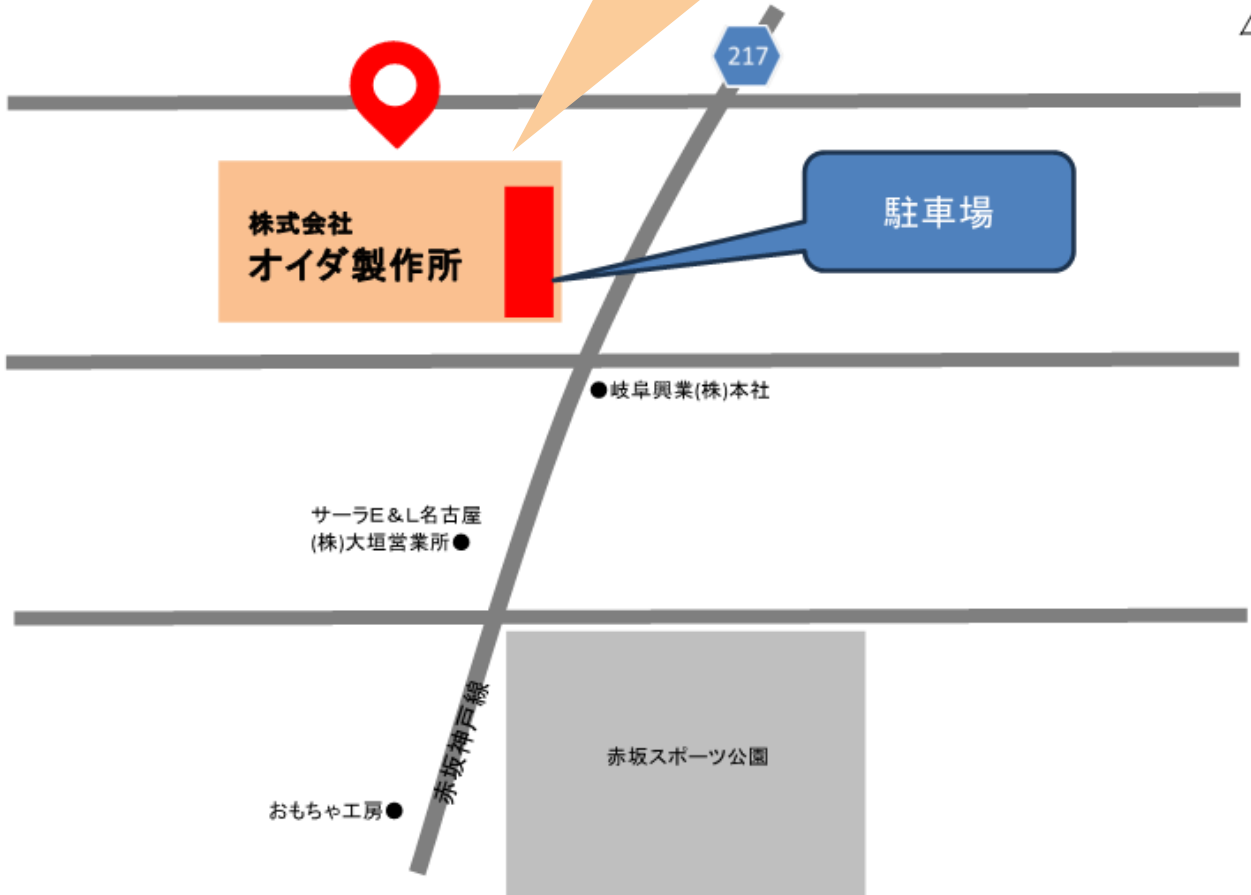 217
株式会社
オイダ製作所
駐車場
●岐阜興業(株)本社
サーラE&L名古屋
(株)大垣営業所●
赤坂神戸線
赤坂スポーツ公園
おもちゃ工房●